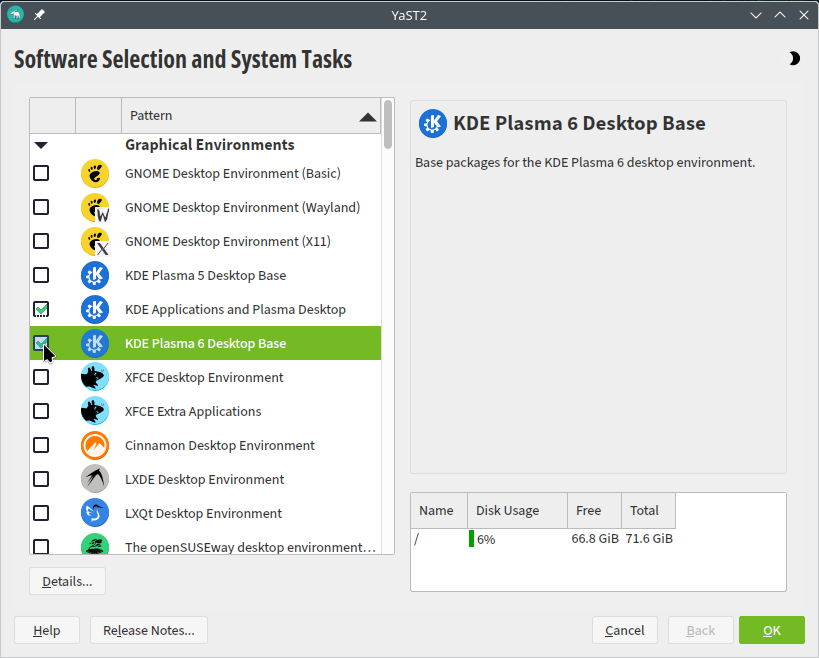 YaST2
Software Selection and System Tasks
Pattern
Graphical Environments
GNOME Desktop Environment (Basic)
GNOME Desktop Environment (Wayland)
GNOME Desktop Environment (X11)
KDE Plasma 5 Desktop Base
KDE Applications and Plasma Desktop
KDE Plasma 6 Desktop Base
XFCE Desktop Environment
XFCE Extra Applications
Cinnamon Desktop Environment
LXDE Desktop Environment
LXQt Desktop Environment
The openSUSEway desktop environment...
Details...
KDE Plasma 6 Desktop Base
Base packages for the KDE Plasma 6 desktop environment.
Name Disk Usage Free Total
/ 6% 66.8 GiB 71.6 GiB
Help Release Notes... Cancel Back OK